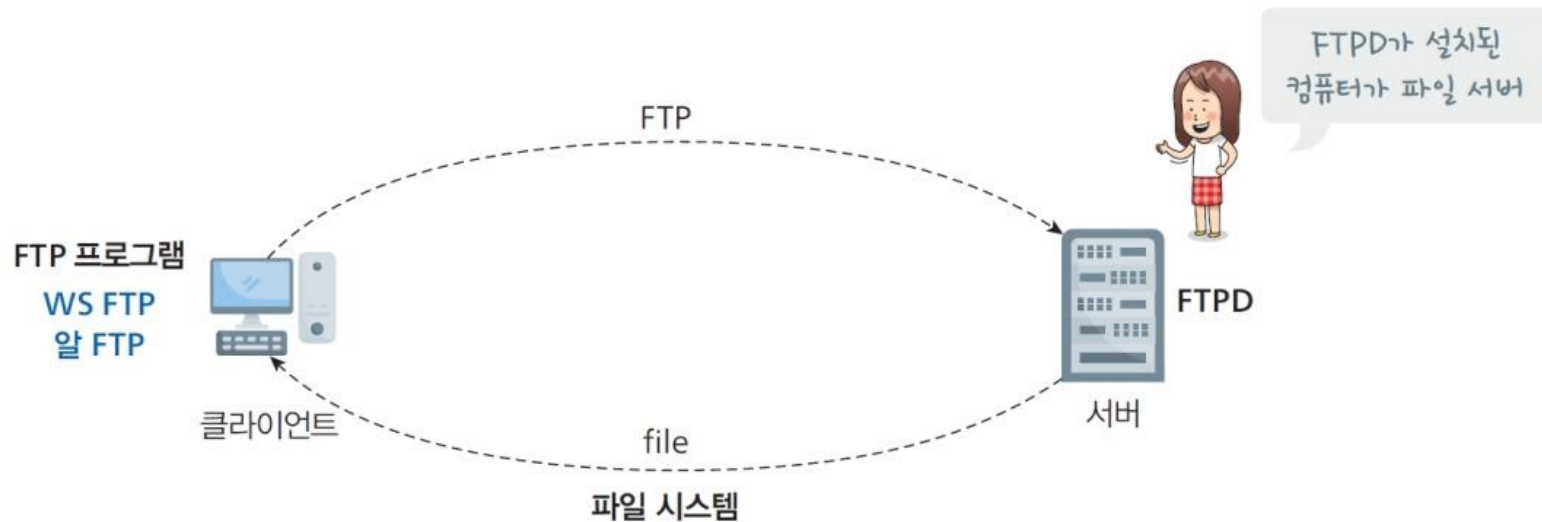 FTPD가 설치된
컴퓨터가 파일 서버
FTP
FTP 프로그램
WS FTP
알 FTP
FTPD
클라이언트
서버
file
파일 시스템